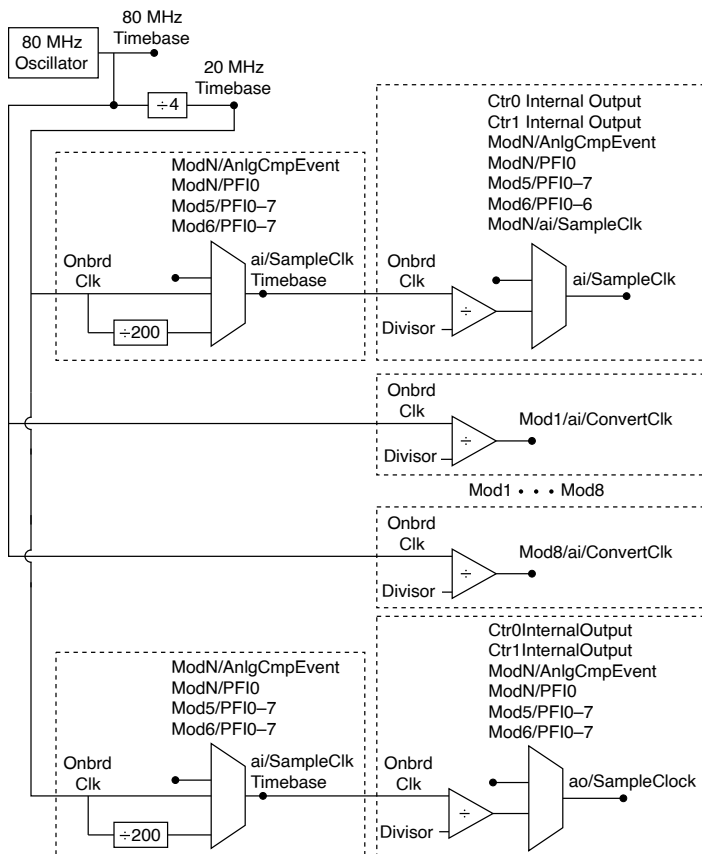 80 MHz
Oscillator
80 MHz
Timebase
20 MHz
Timebase
÷4
ModN/AnlgCmpEvent
ModN/PFI0
Mod5/PFI0–7
Mod6/PFI0–7
Onbrd
Clk
ai/SampleClk
Timebase
÷200
Ctr0 Internal Output
Ctr1 Internal Output
ModN/AnlgCmpEvent
ModN/PFI0
Mod5/PFI0–7
Mod6/PFI0–6
ModN/ai/SampleClk
Onbrd
Clk
÷
Divisor
ai/SampleClk
Onbrd
Clk
÷
Divisor
Mod1/ai/ConvertClk
Mod1 • • • Mod8
Onbrd
Clk
÷
Divisor
Mod8/ai/ConvertClk
ModN/AnlgCmpEvent
ModN/PFI0
Mod5/PFI0–7
Mod6/PFI0–7
Onbrd
Clk
ai/SampleClk
Timebase
÷200
Ctr0InternalOutput
Ctr1InternalOutput
ModN/AnlgCmpEvent
ModN/PFI0
Mod5/PFI0–7
Mod6/PFI0–7
Onbrd
Clk
÷
Divisor
ao/SampleClock